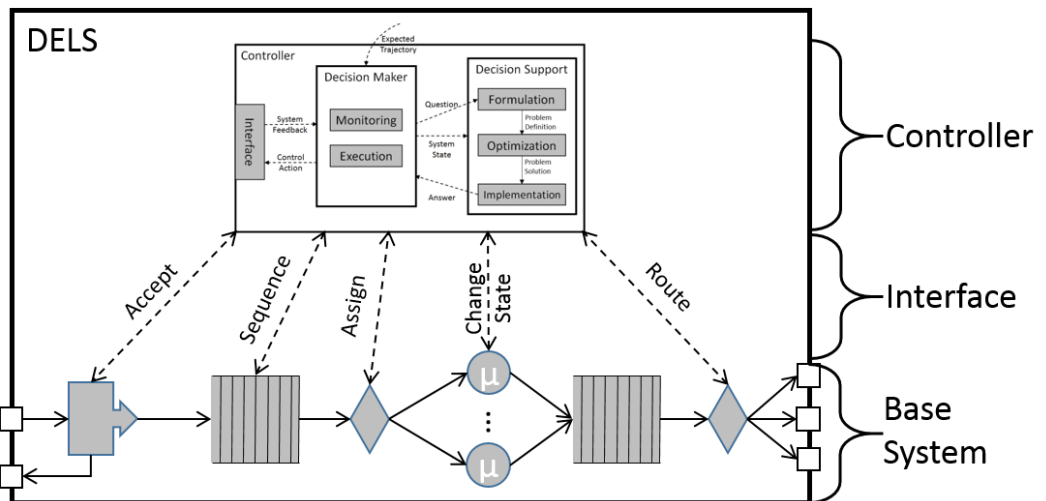 DELS
Expected
Trajectory
Controller
Decision Maker
Decision Support
Interface
System
Feedback
Control
Action
Monitoring
Execution
Question
System
State
Answer
Formulation
Problem
Definition
Optimization
Problem
Solution
Implementation
Controller
Accept
Sequence
Assign
Change
State
Route
Interface
μ
μ
Base
System